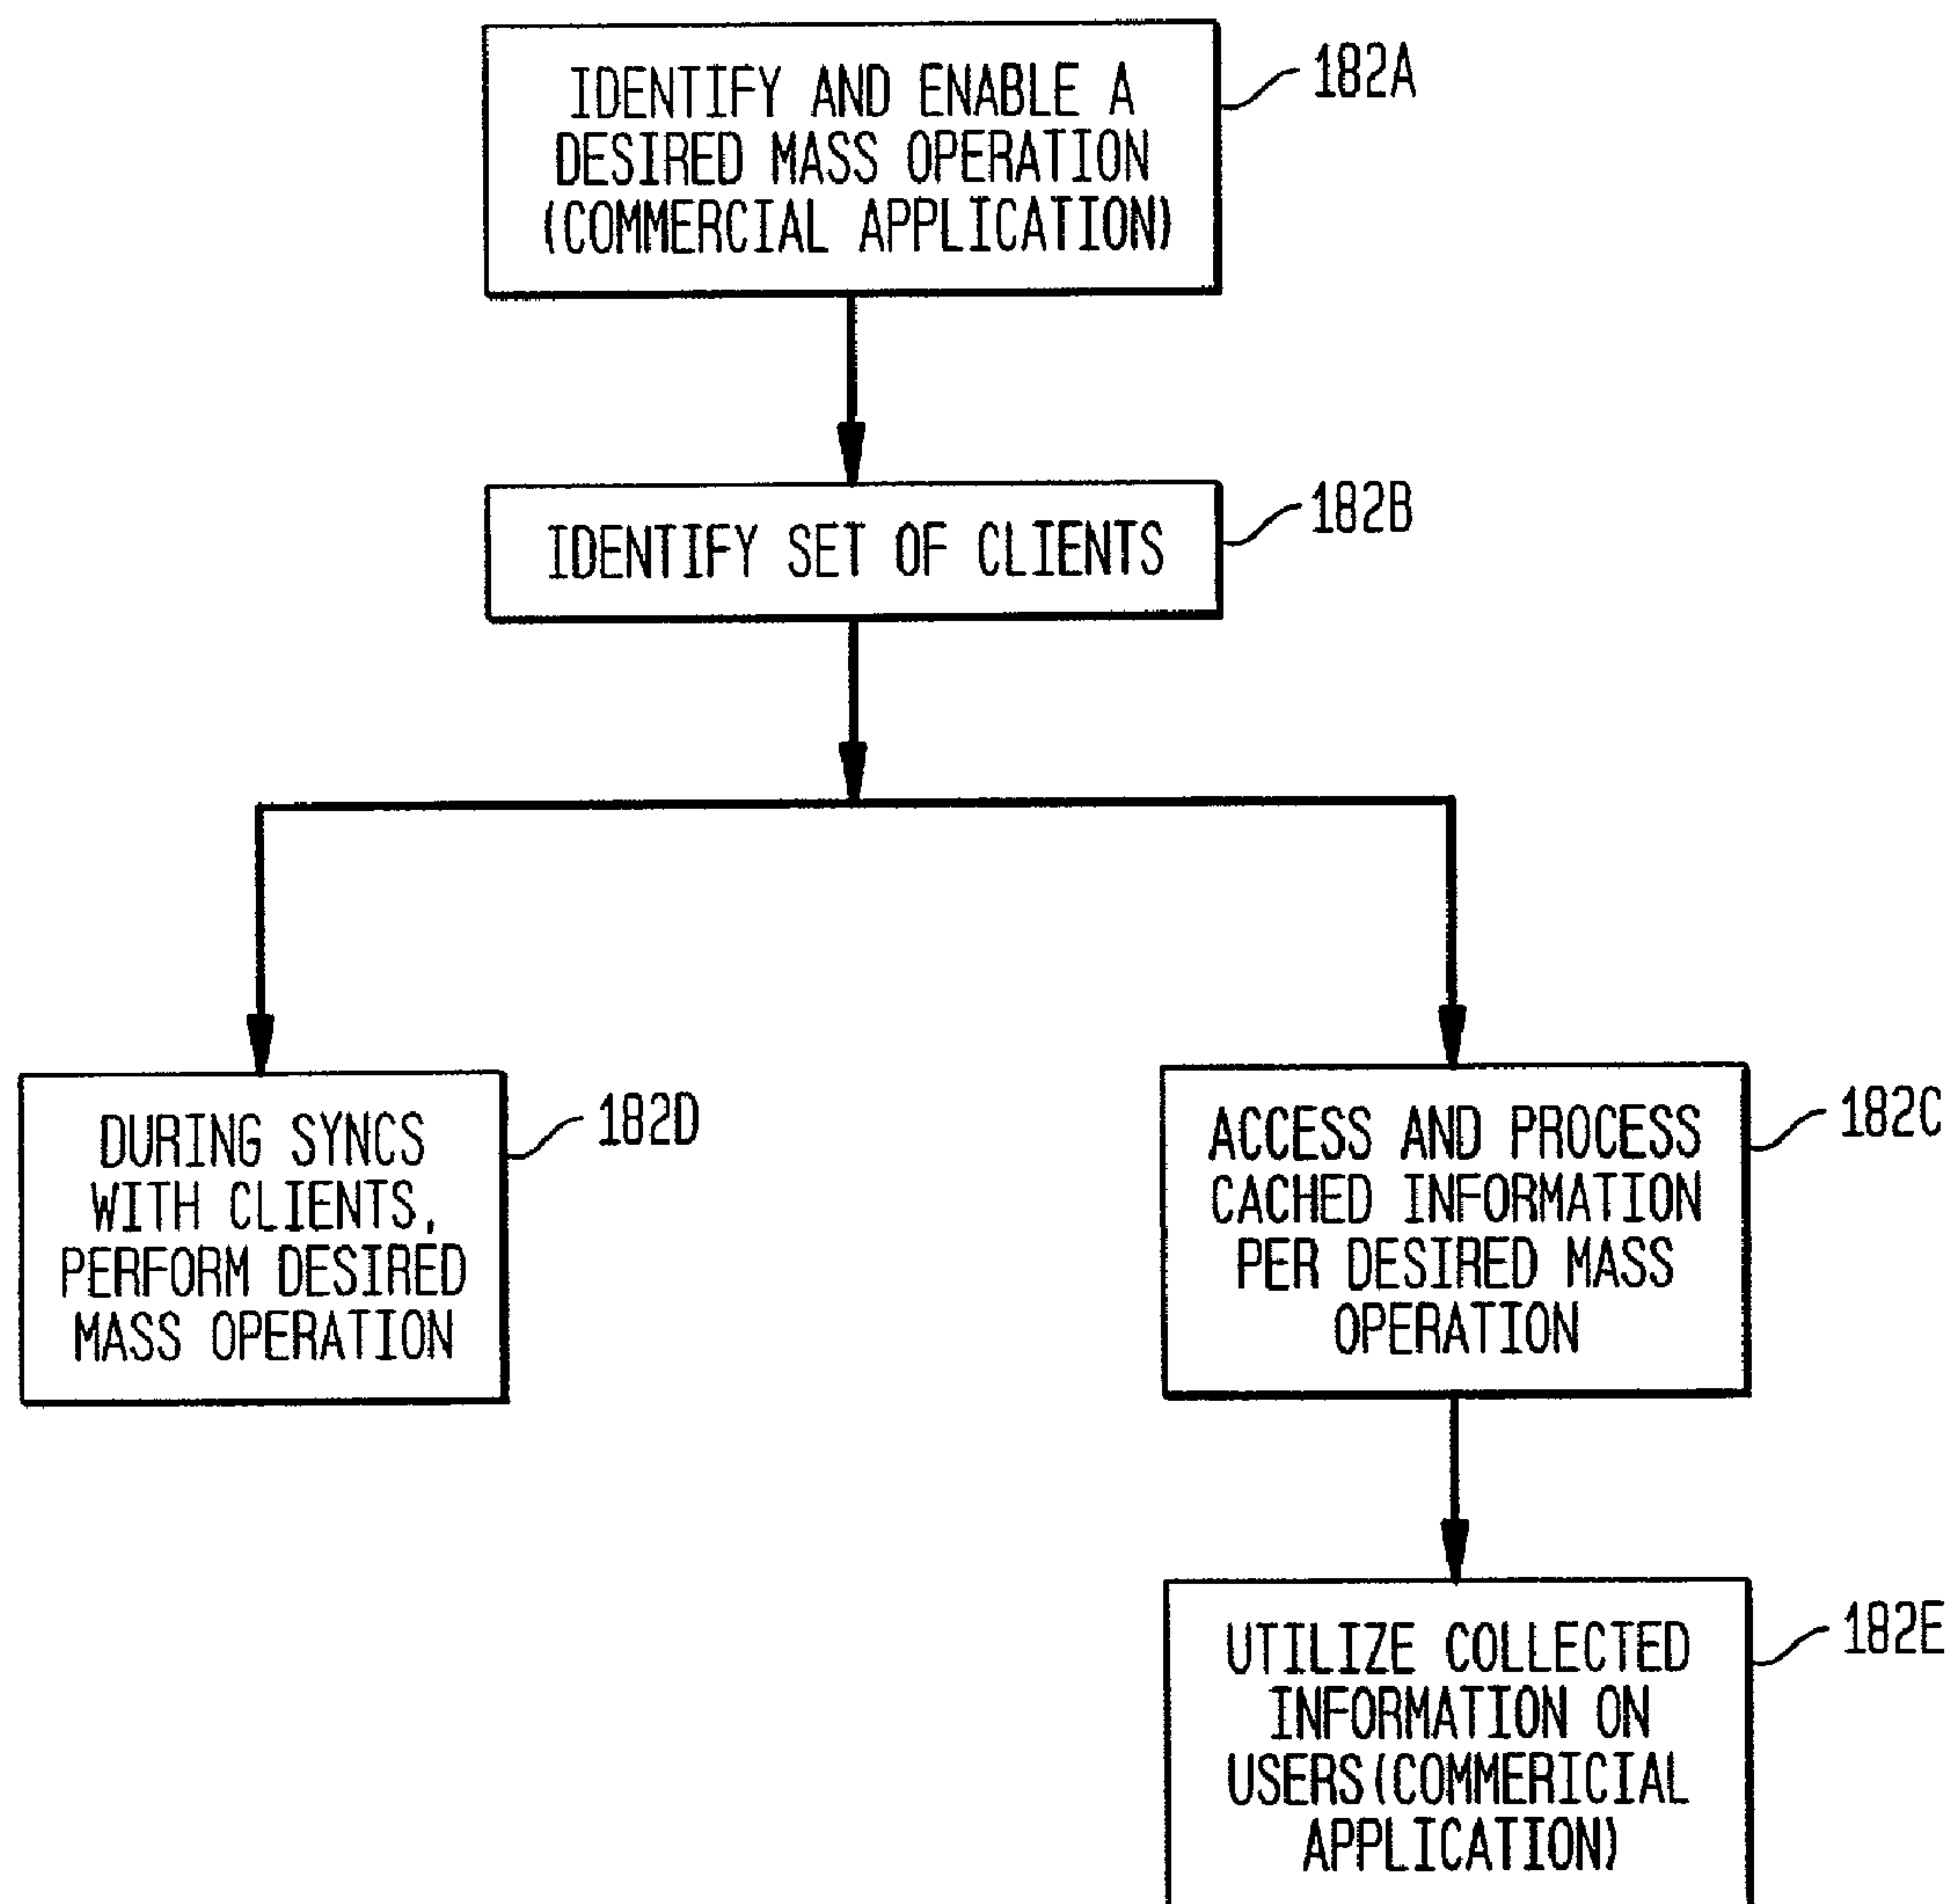 IDENTIFY AND ENABLE A
DESIRED MASS OPERATION
(COMMERCIAL APPLICATION)
182A
IDENTIFY SET OF CLIENTS
182B
DURING SYNCS
WITH CLIENTS,
PERFORM DESIRED
MASS OPERATION
182D
ACCESS AND PROCESS
CACHED INFORMATION
PER DESIRED MASS
OPERATION
182C
UTILIZE COLLECTED
INFORMATION ON
USERS(COMMERICIAL
APPLICATION)
182E